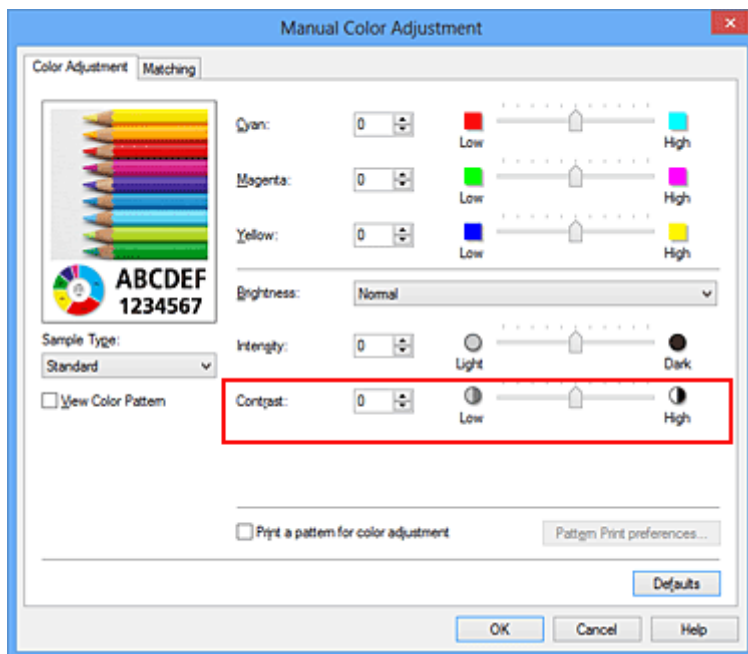 Manual Color Adjustment
Color Adjustment Matching
ABCDEF
1234567
Sample Type:
Standard
View Color Pattern
Cyan: 0 Low High
Magenta: 0 Low High
Yellow: 0 Low High
Brightness: Normal
Intensity: 0 Light Dark
Contrast: 0 Low High
Print a pattern for color adjustment Pattern Print preferences...
Defaults
OK Cancel Help